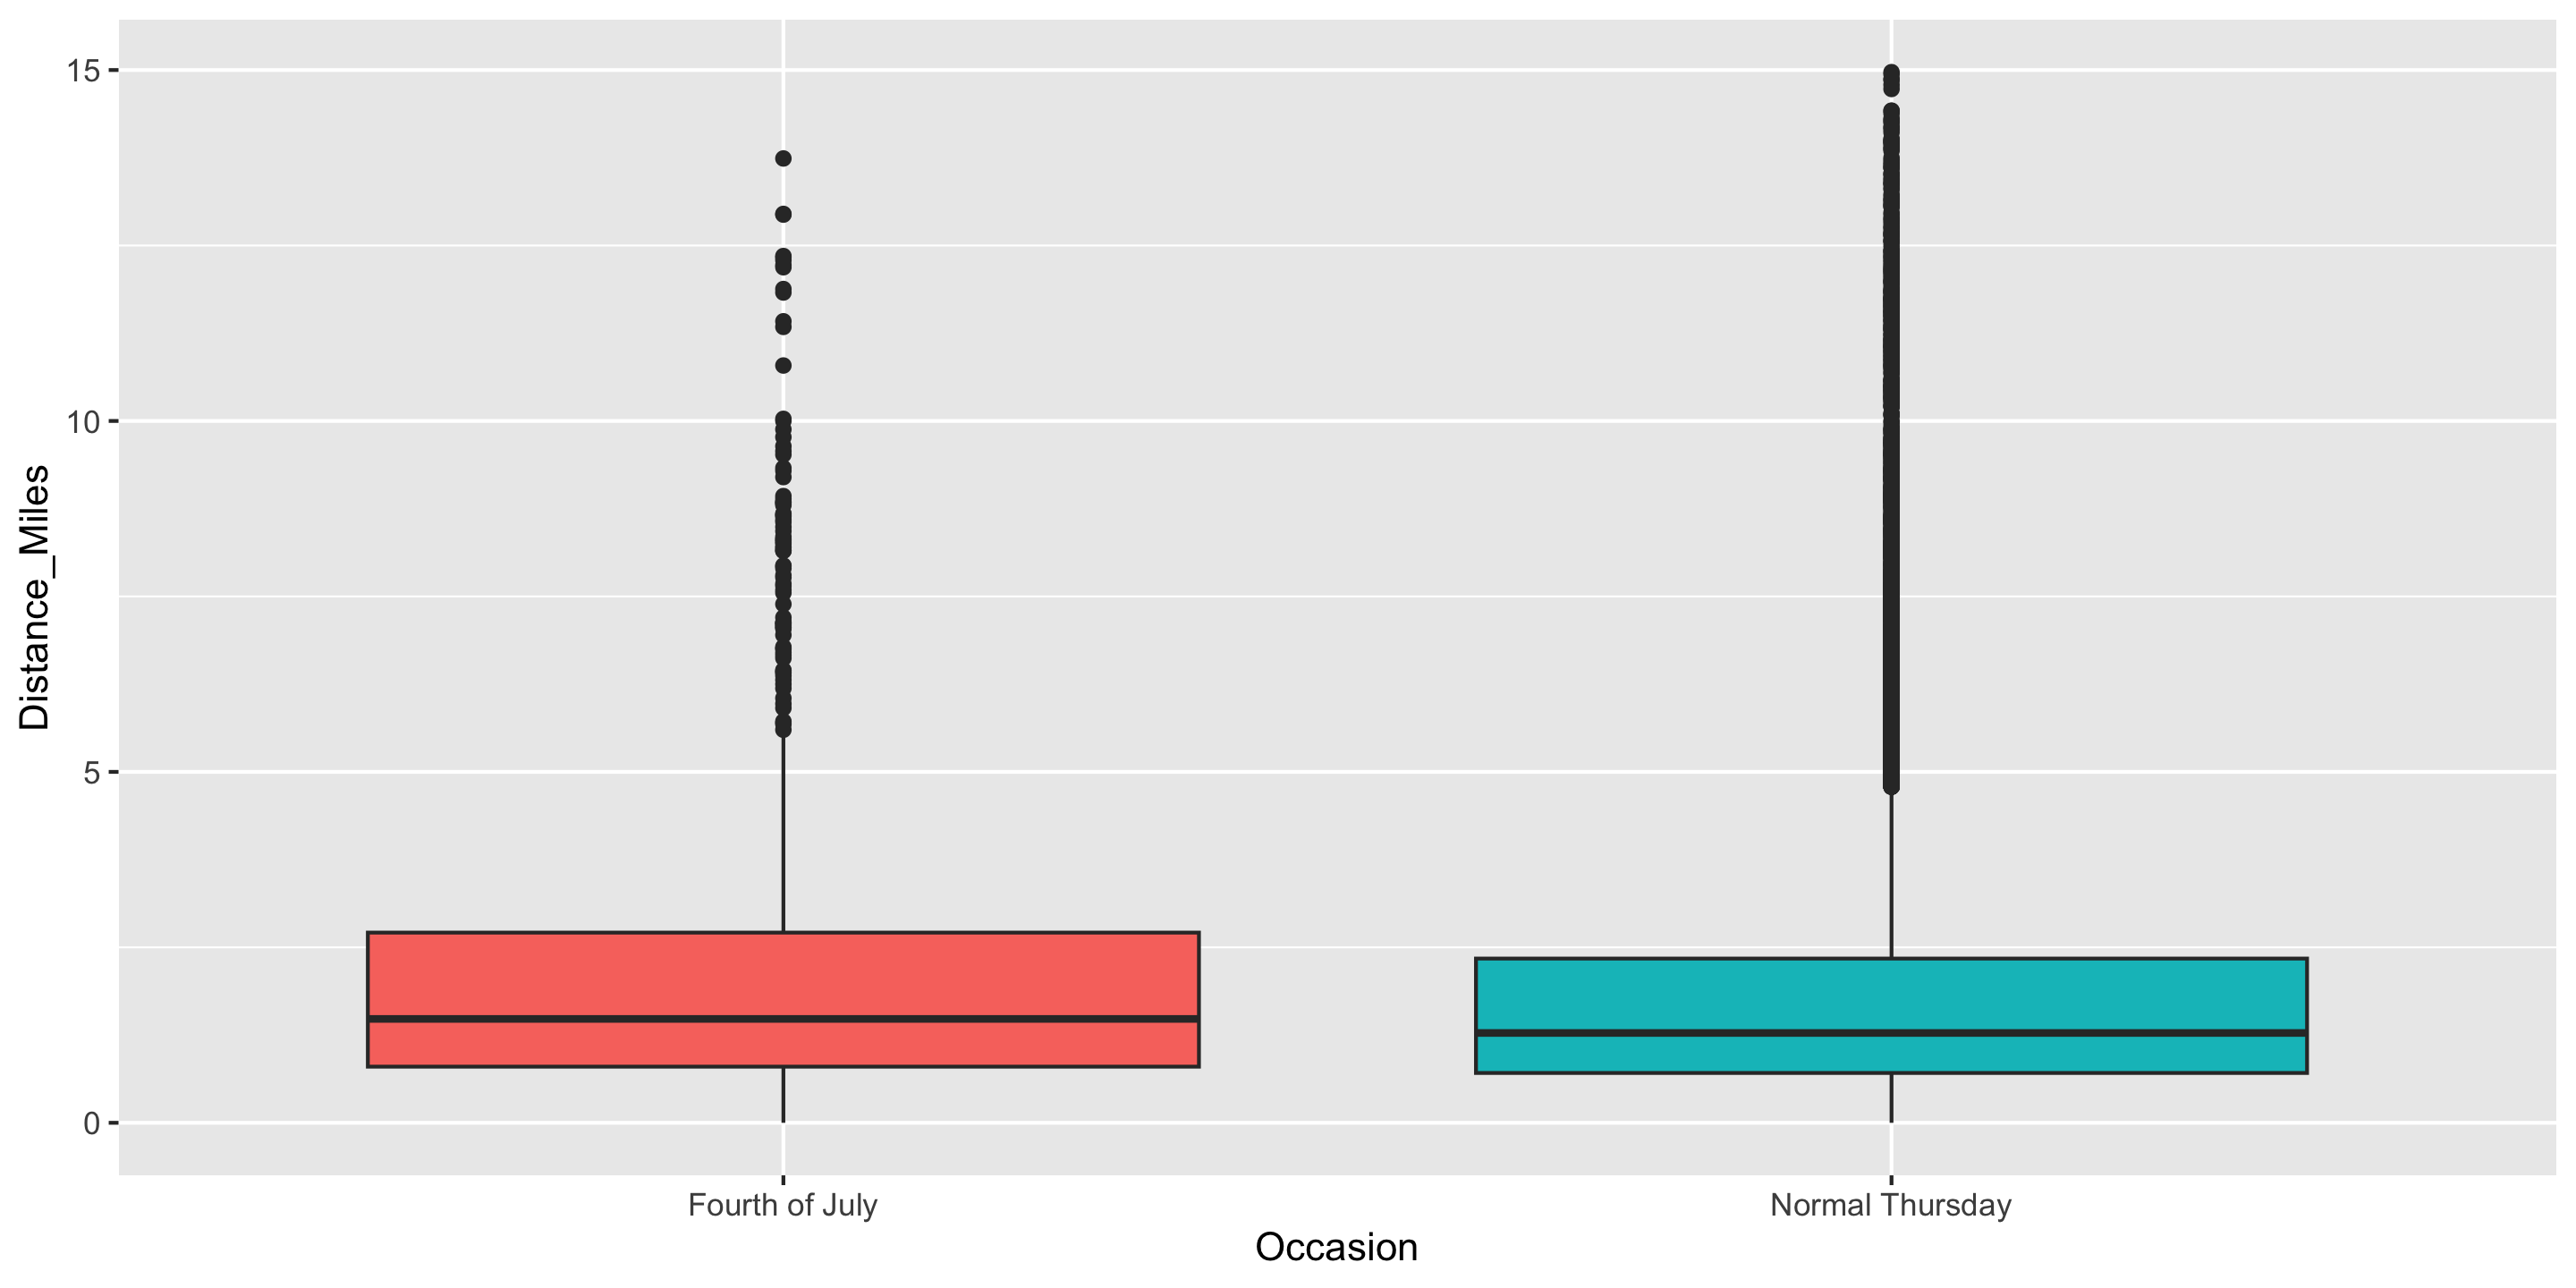 15
10
5
0
Distance_Miles
Fourth of July
Normal Thursday
Occasion